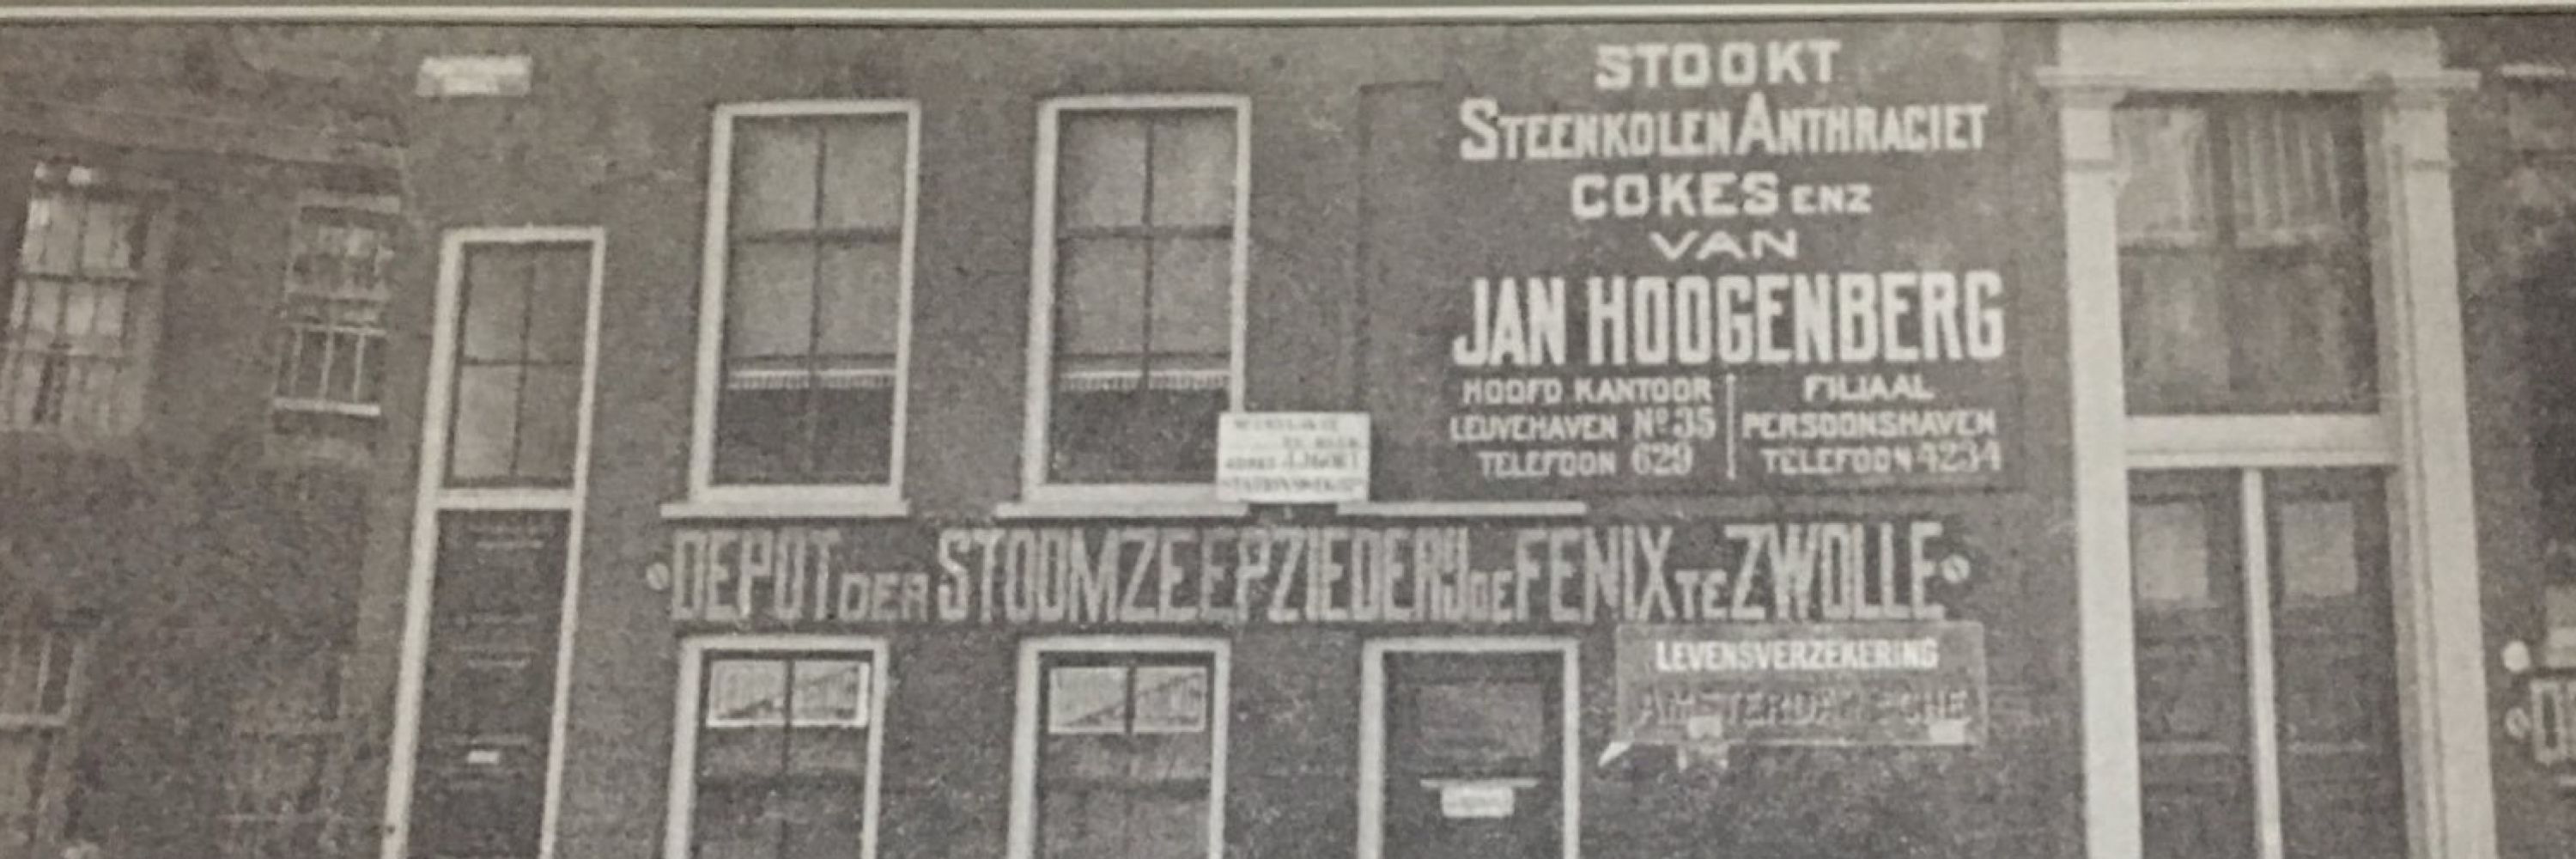 STOOKT
STEENKOLEN ANTHRACIET
COKES ENZ
VAN
JAN HOOGENBERG
HOOFD KANTOOR
LEUVEHAVEN No 35
TELEFOON 629
FILIAAL
PERSOONSHAVEN
TELEFOON 4234
DEPOT DER STOOMZEEPZIEDERIJ DE FENIX TE ZWOLLE
LEVENSVERZEKERING